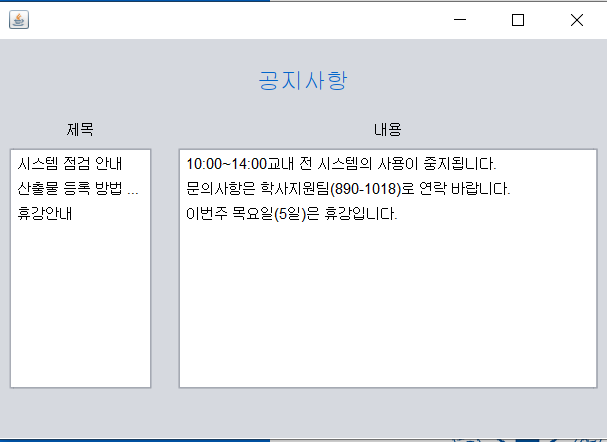 공지사항
제목
내용
시스템 점검 안내
산출물 등록 방법 ...
휴강안내
10:00~14:00교내 전 시스템의 사용이 중지됩니다.
문의사항은 학사지원팀(890-1018)로 연락 바랍니다.
이번주 목요일(5일)은 휴강입니다.